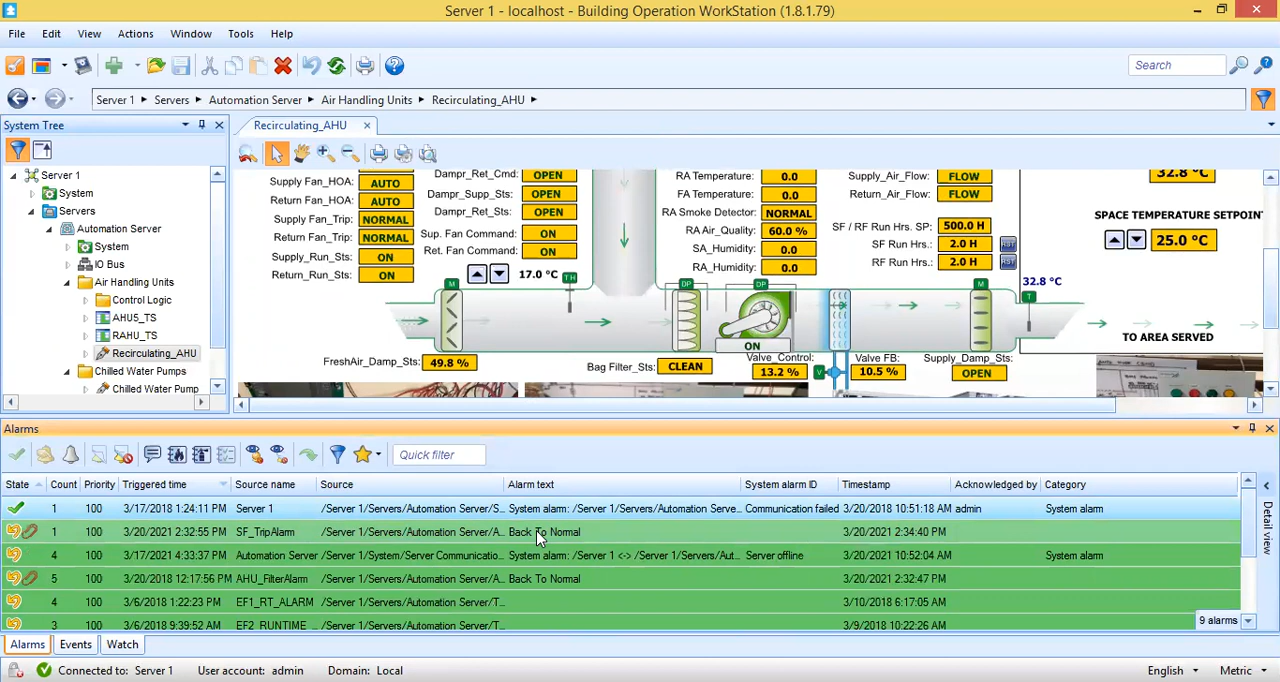 Server 1 - localhost - Building Operation WorkStation (1.8.1.79)
File Edit View Actions Window Tools Help
Search
Server 1 Servers Automation Server Air Handling Units Recirculating_AHU
System Tree
Recirculating_AHU
Server 1
System
Servers
Automation Server
System
IO Bus
Air Handling Units
Control Logic
AHU5_TS
RAHU_TS
Recirculating_AHU
Chilled Water Pumps
Chilled Water Pump
Supply Fan_HOA: AUTO
Return Fan_HOA: AUTO
Supply Fan_Trip: NORMAL
Return Fan_Trip: NORMAL
Supply_Run_Sts: ON
Return_Run_Sts: ON
Dampr_Ret_Cmd: OPEN
Dampr_Supp_Sts: OPEN
Dampr_Ret_Sts: OPEN
Sup. Fan Command: ON
Ret. Fan Command: ON
17.0 °C
RA Temperature: 0.0
FA Temperature: 0.0
RA Smoke Detector: NORMAL
RA Air_Quality: 60.0 %
SA_Humidity: 0.0
RA_Humidity: 0.0
Supply_Air_Flow: FLOW
Return_Air_Flow: FLOW
SF / RF Run Hrs. SP: 500.0 H
SF Run Hrs.: 2.0 H
RF Run Hrs.: 2.0 H
32.8 °C
SPACE TEMPERATURE SETPOIN
25.0 °C
32.8 °C
M
T H
DP
DP
M
T
ON
TO AREA SERVED
FreshAir_Damp_Sts: 49.8 %
Bag Filter_Sts: CLEAN
Valve_Control: 13.2 %
V
Valve FB: 10.5 %
Supply_Damp_Sts: OPEN
Alarms
Quick filter
State Count Priority Triggered time Source name Source Alarm text System alarm ID Timestamp Acknowledged by Category
1 100 3/17/2018 1:24:11 PM Server 1 /Server 1/Servers/Automation Server/S... System alarm: /Server 1/Servers/Automation Serve... Communication failed 3/20/2018 10:51:18 AM admin System alarm
1 100 3/20/2021 2:32:55 PM SF_TripAlarm /Server 1/Servers/Automation Server/A... Back To Normal 3/20/2021 2:34:40 PM
4 100 3/17/2021 4:33:37 PM Automation Server /Server 1/System/Server Communicatio... System alarm: /Server 1 <-> /Server 1/Servers/Aut... Server offline 3/20/2021 10:52:04 AM System alarm
5 100 3/20/2018 12:17:56 PM AHU_FilterAlarm /Server 1/Servers/Automation Server/A... Back To Normal 3/20/2021 2:32:47 PM
4 100 3/6/2018 1:22:23 PM EF1_RT_ALARM /Server 1/Servers/Automation Server/T... 3/10/2018 6:17:05 AM
3 100 3/6/2018 9:39:52 AM EF2_RUNTIME_... /Server 1/Servers/Automation Server/T... 3/9/2018 10:22:26 AM
9 alarms
Detail view
Alarms Events Watch
Connected to: Server 1 User account: admin Domain: Local English Metric